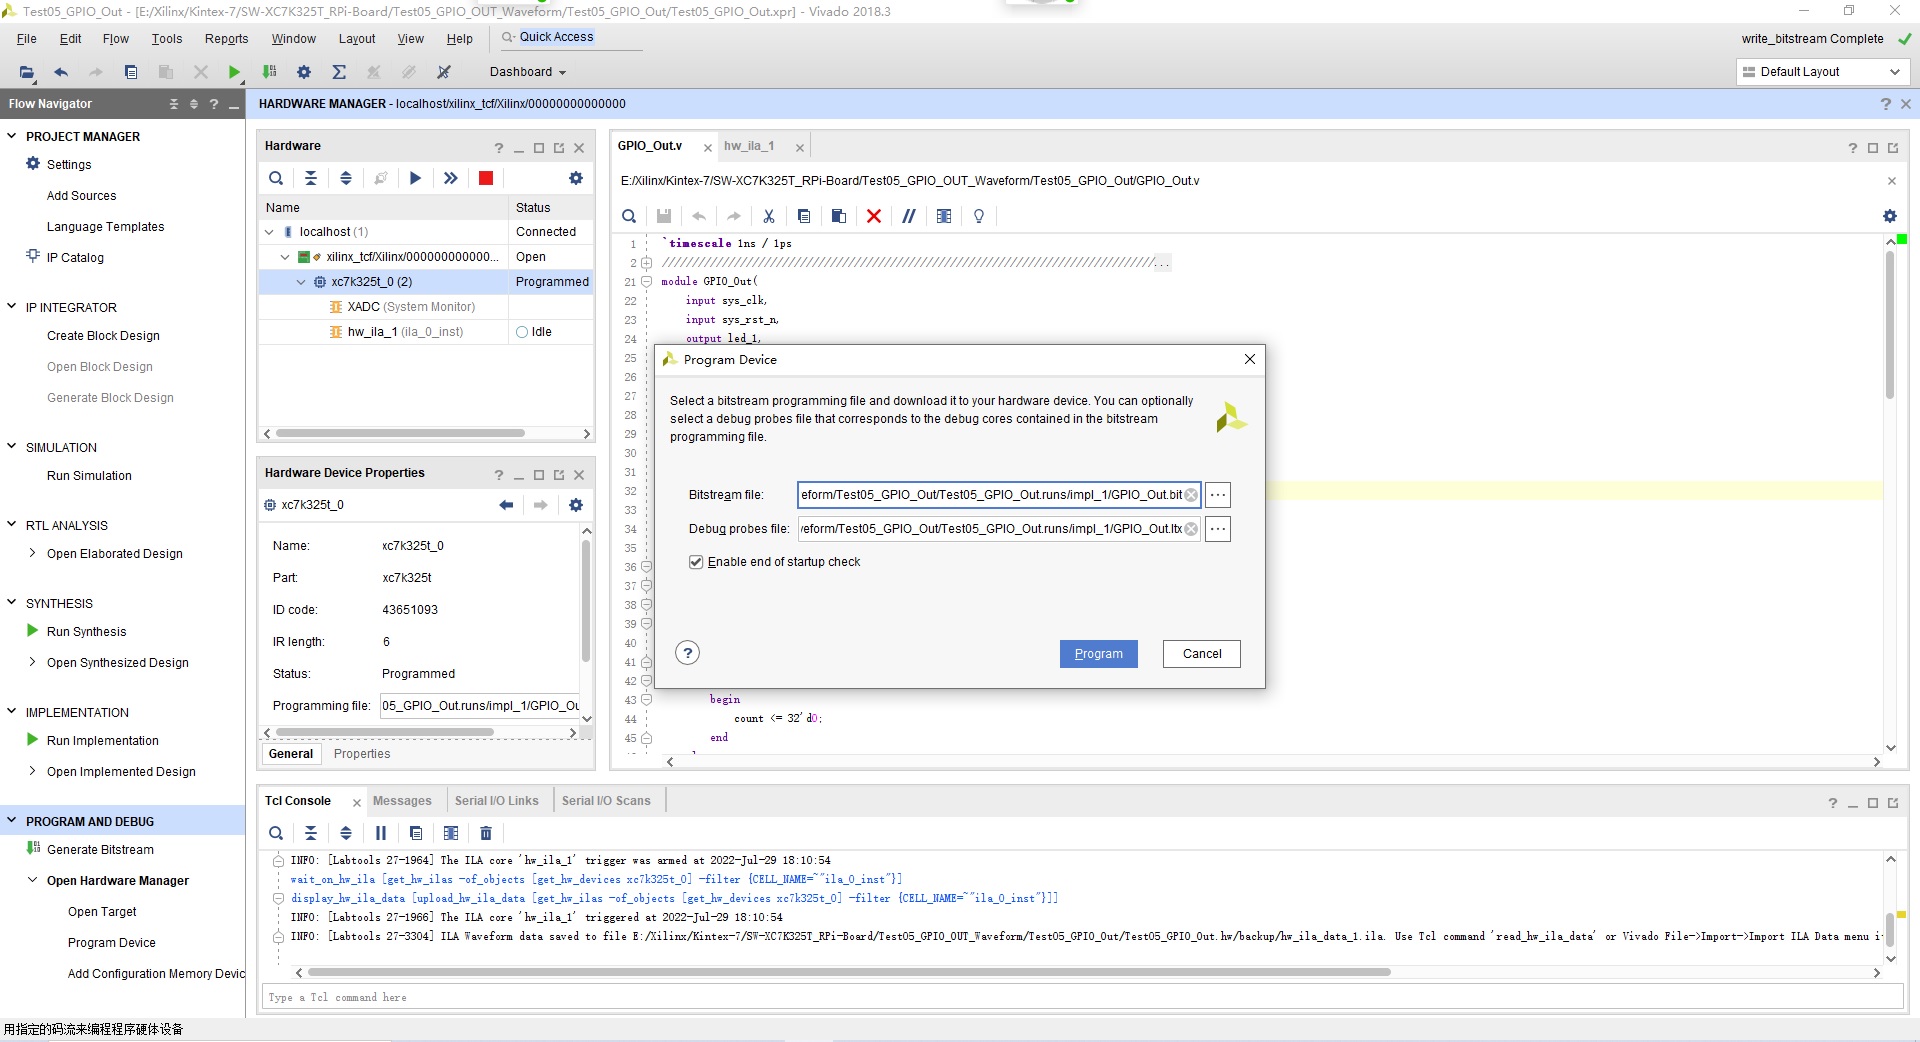 Test05_GPIO_Out - [E:/Xilinx/Kintex-7/SW-XC7K325T_RPi-Board/Test05_GPIO_OUT_Waveform/Test05_GPIO_Out/Test05_GPIO_Out.xpr] - Vivado 2018.3
File Edit Flow Tools Reports Window Layout View Help Quick Access
write_bitstream Complete
Dashboard
Default Layout
Flow Navigator
HARDWARE MANAGER - localhost/xilinx_tcf/Xilinx/00000000000000
PROJECT MANAGER
Settings
Add Sources
Language Templates
IP Catalog
IP INTEGRATOR
Create Block Design
Open Block Design
Generate Block Design
SIMULATION
Run Simulation
RTL ANALYSIS
Open Elaborated Design
SYNTHESIS
Run Synthesis
Open Synthesized Design
IMPLEMENTATION
Run Implementation
Open Implemented Design
PROGRAM AND DEBUG
Generate Bitstream
Open Hardware Manager
Open Target
Program Device
Add Configuration Memory Devic
Hardware
Name Status
localhost (1) Connected
xilinx_tcf/Xilinx/000000000000... Open
xc7k325t_0 (2) Programmed
XADC (System Monitor)
hw_ila_1 (ila_0_inst) Idle
Hardware Device Properties
xc7k325t_0
Name: xc7k325t_0
Part: xc7k325t
ID code: 43651093
IR length: 6
Status: Programmed
Programming file: 05_GPIO_Out.runs/impl_1/GPIO_Ou
General Properties
GPIO_Out.v hw_ila_1
E:/Xilinx/Kintex-7/SW-XC7K325T_RPi-Board/Test05_GPIO_OUT_Waveform/Test05_GPIO_Out/GPIO_Out.v
1 `timescale 1ns / 1ps
2 //////////////////////////////////////////////////////////////////////////////////...
21 module GPIO_Out(
22 input sys_clk,
23 input sys_rst_n,
24 output led_1,
25
26
27
28
29
30
31
32
33
34
35
36
37
38
39
40
41
42
43 begin
44 count <= 32'd0;
45 end
Program Device
Select a bitstream programming file and download it to your hardware device. You can optionally
select a debug probes file that corresponds to the debug cores contained in the bitstream
programming file.
Bitstream file: eform/Test05_GPIO_Out/Test05_GPIO_Out.runs/impl_1/GPIO_Out.bit ...
Debug probes file: eform/Test05_GPIO_Out/Test05_GPIO_Out.runs/impl_1/GPIO_Out.ltx ...
Enable end of startup check
Program Cancel
Tcl Console Messages Serial I/O Links Serial I/O Scans
INFO: [Labtools 27-1964] The ILA core 'hw_ila_1' trigger was armed at 2022-Jul-29 18:10:54
wait_on_hw_ila [get_hw_ilas -of_objects [get_hw_devices xc7k325t_0] -filter {CELL_NAME=~"ila_0_inst"}]
display_hw_ila_data [upload_hw_ila_data [get_hw_ilas -of_objects [get_hw_devices xc7k325t_0] -filter {CELL_NAME=~"ila_0_inst"}]]
INFO: [Labtools 27-1966] The ILA core 'hw_ila_1' triggered at 2022-Jul-29 18:10:54
INFO: [Labtools 27-3304] ILA Waveform data saved to file E:/Xilinx/Kintex-7/SW-XC7K325T_RPi-Board/Test05_GPIO_OUT_Waveform/Test05_GPIO_Out/Test05_GPIO_Out.hw/backup/hw_ila_data_1.ila. Use Tcl command 'read_hw_ila_data' or Vivado File->Import->Import ILA Data menu i
Type a Tcl command here
用指定的码流来编程程序硬体设备